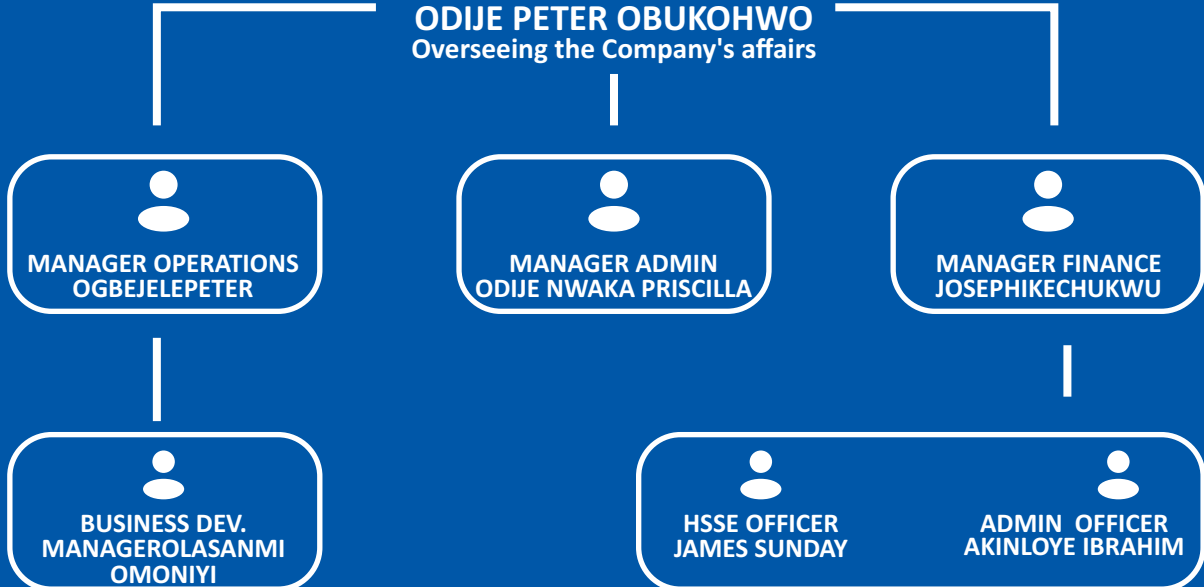 ODIJE PETER OBUKOHWO
Overseeing the Company's affairs
MANAGER OPERATIONS
OGBEJELEPETER
MANAGER ADMIN
ODIJE NWAKA PRISCILLA
MANAGER FINANCE
JOSEPHIKECHUKWU
BUSINESS DEV.
MANAGEROLASANMI
OMONIYI
HSSE OFFICER
JAMES SUNDAY
ADMIN OFFICER
AKINLOYE IBRAHIM